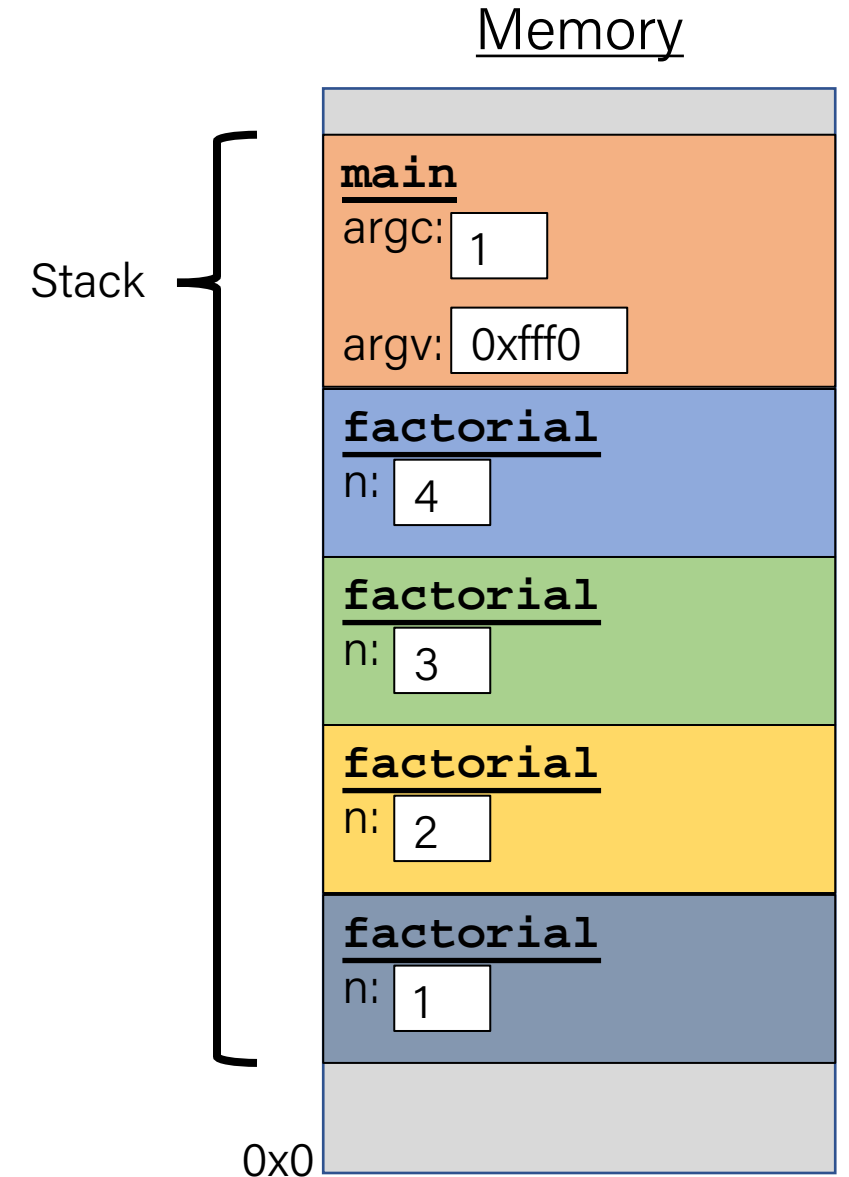 Memory
Stack
main
argc: 1
argv: 0xfff0
factorial
n: 4
factorial
n: 3
factorial
n: 2
factorial
n: 1
0x0